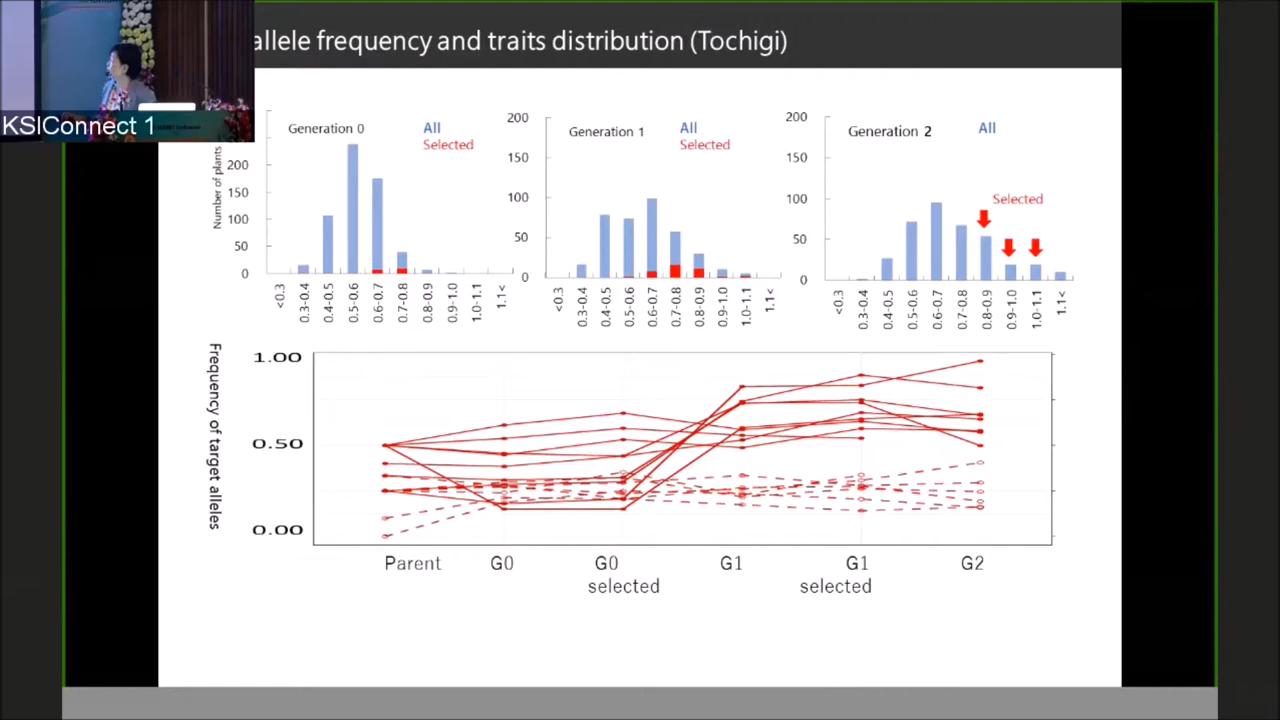 allele frequency and traits distribution (Tochigi)
KSIConnect 1
Generation 0
All
Selected
Number of plants
200
150
100
50
0
<0.3
0.3-0.4
0.4-0.5
0.5-0.6
0.6-0.7
0.7-0.8
0.8-0.9
0.9-1.0
1.0-1.1
1.1<
Generation 1
All
Selected
200
150
100
50
0
<0.3
0.3-0.4
0.4-0.5
0.5-0.6
0.6-0.7
0.7-0.8
0.8-0.9
0.9-1.0
1.0-1.1
1.1<
Generation 2
All
Selected
200
150
100
50
0
<0.3
0.3-0.4
0.4-0.5
0.5-0.6
0.6-0.7
0.7-0.8
0.8-0.9
0.9-1.0
1.0-1.1
1.1<
Frequency of target alleles
1.00
0.50
0.00
Parent
G0
G0
selected
G1
G1
selected
G2